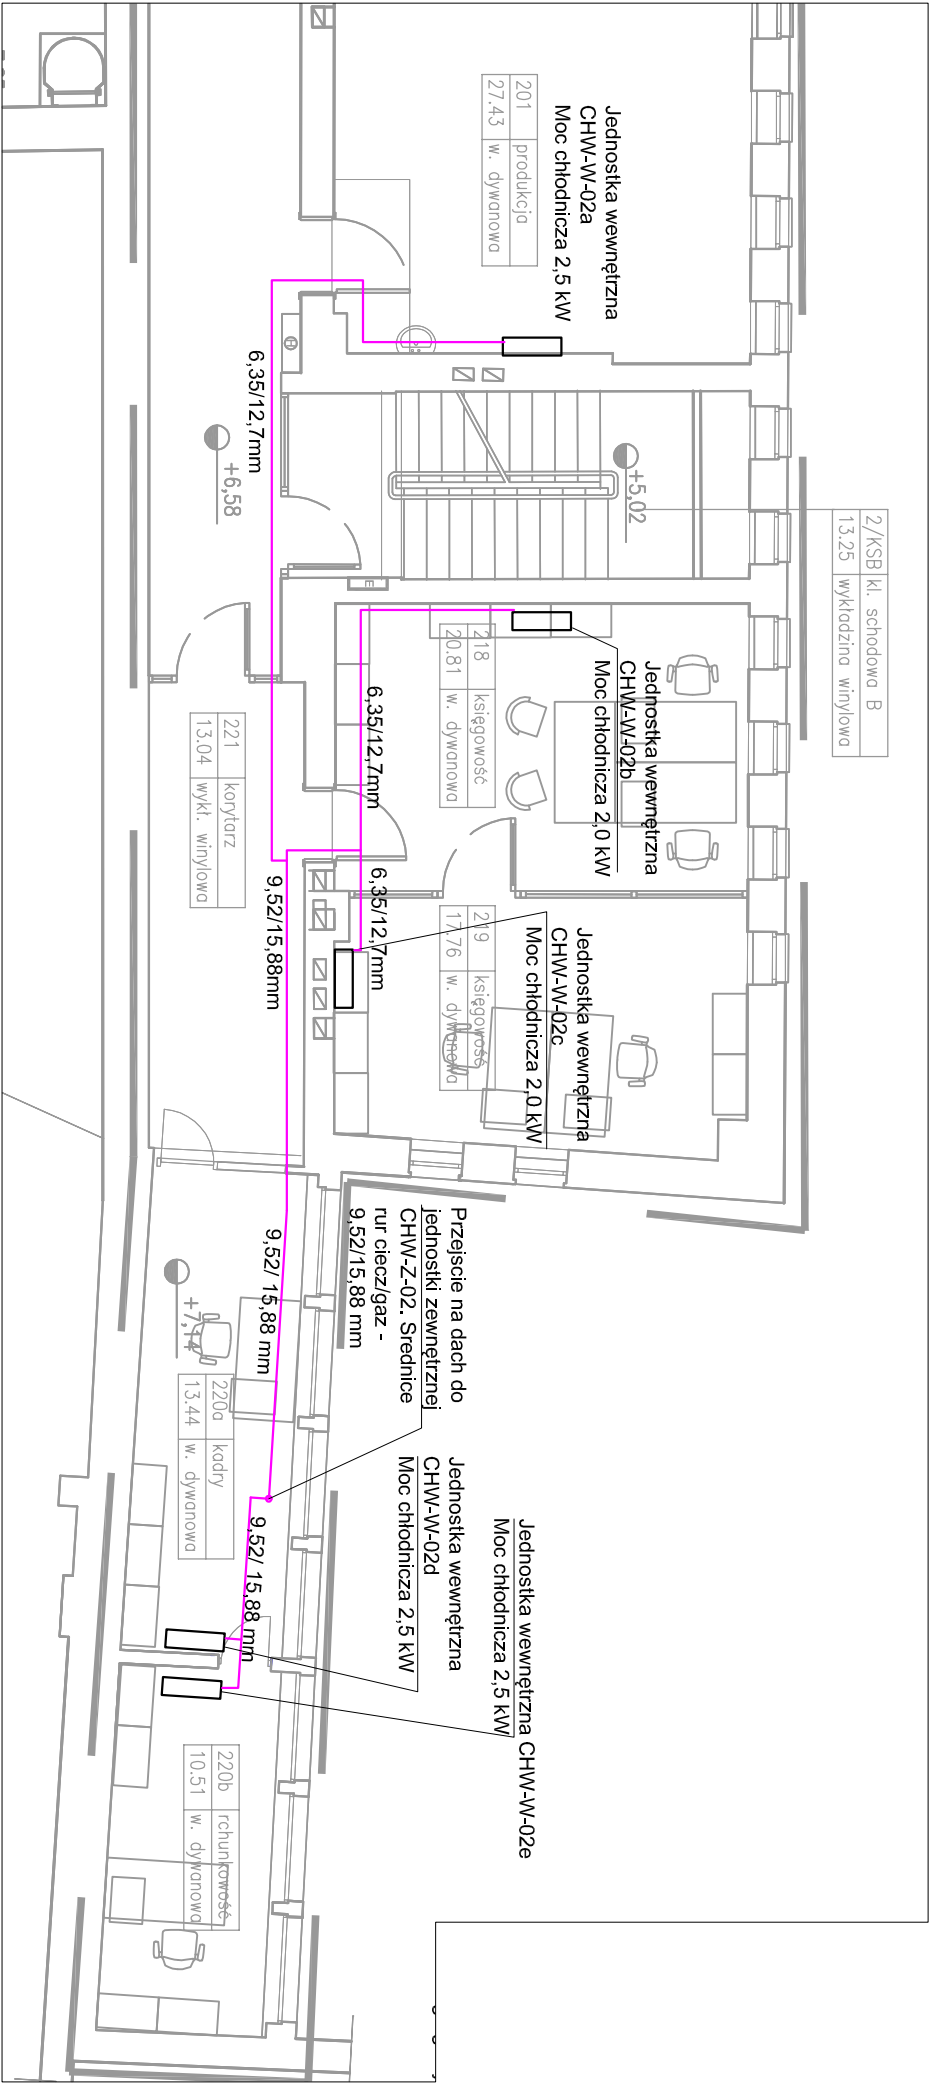 Jednostka wewnętrzna
CHW-W-02a
Moc chłodnicza 2,5 kW
201 produkcja
27.43 w. dywanowa
6,35/12,7mm
+6,58
+5,02
2/KSB kl. schodowa B
13.25 wykładzina winylowa
Jednostka wewnętrzna
CHW-W-02b
Moc chłodnicza 2,0 kW
218 księgowość
20.81 w. dywanowa
6,35/12,7mm
221 korytarz
13.04 wykł. winylowa
6,35/12,7mm
9,52/15,88mm
Jednostka wewnętrzna
CHW-W-02c
Moc chłodnicza 2,0 kW
219 księgowość
17.76 w. dywanowa
Przejscie na dach do
jednostki zewnętrznej
CHW-Z-02. Srednice
rur ciecz/gaz -
9,52/15,88 mm
9,52/ 15,88 mm
+7,14
220a kadry
13.44 w. dywanowa
Jednostka wewnętrzna
CHW-W-02d
Moc chłodnicza 2,5 kW
9,52/ 15,88 mm
Jednostka wewnętrzna CHW-W-02e
Moc chłodnicza 2,5 kW
220b rchunkowość
10.51 w. dywanowa
E